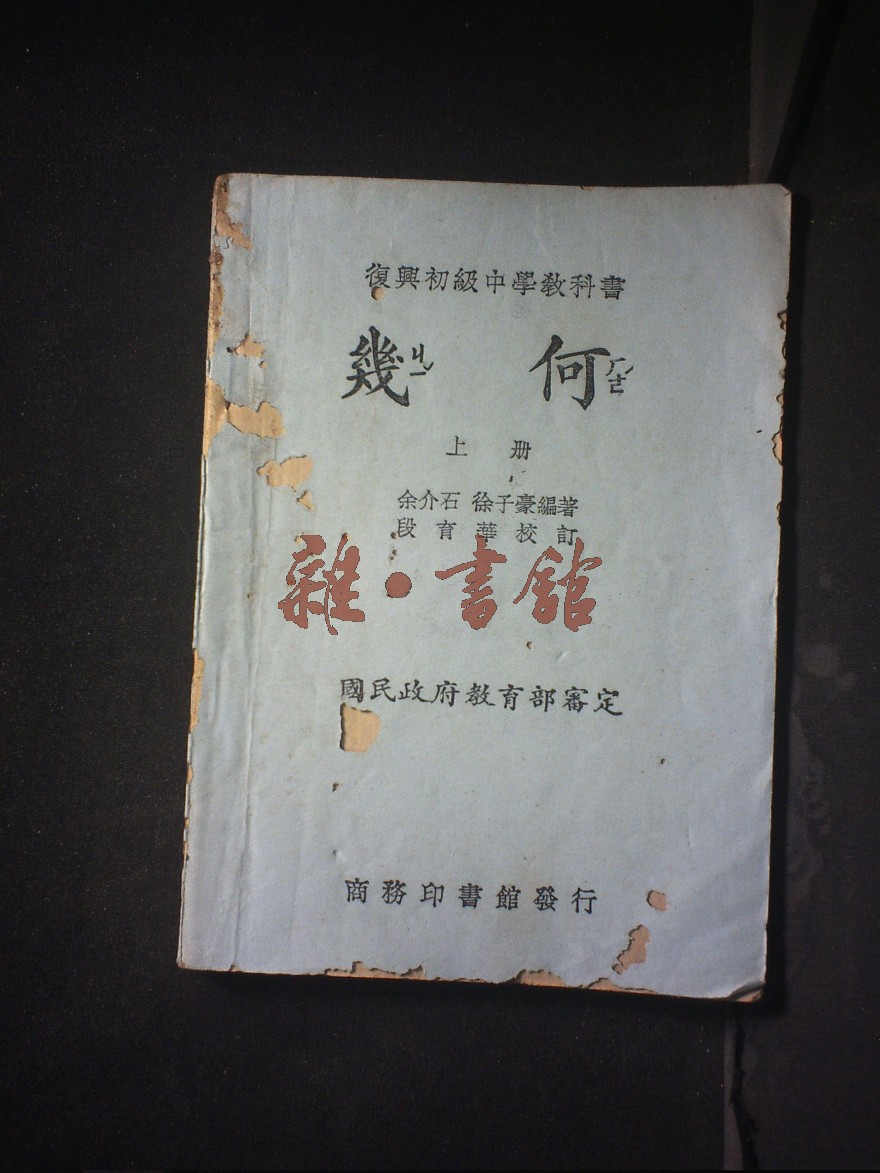 復興初級中學教科書
幾ㄐㄧ 何ㄏㄜ
上册
余介石 徐子豪編著
段育華校訂
雜·書館
國民政府教育部審定
商務印書館發行